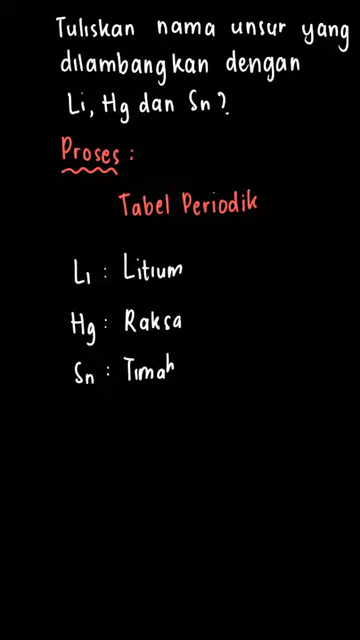 Tuliskan nama unsur yang
dilambangkan dengan
Li, Hg dan Sn?
Proses :
Tabel Periodik
Li : Litium
Hg : Raksa
Sn : Timah